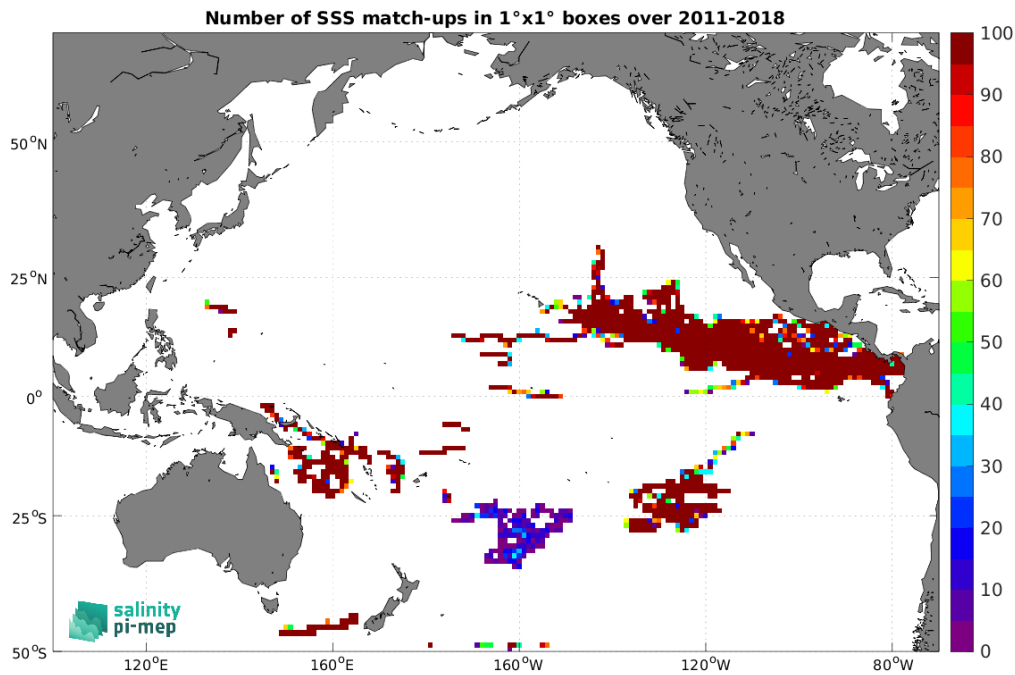 Number of SSS match-ups in 1°x1° boxes over 2011-2018
100
90
80
70
60
50
40
30
20
10
0
50°N
25°N
0°
25°S
50°S
120°E
160°E
160°W
120°W
80°W
salinity
pi-mep